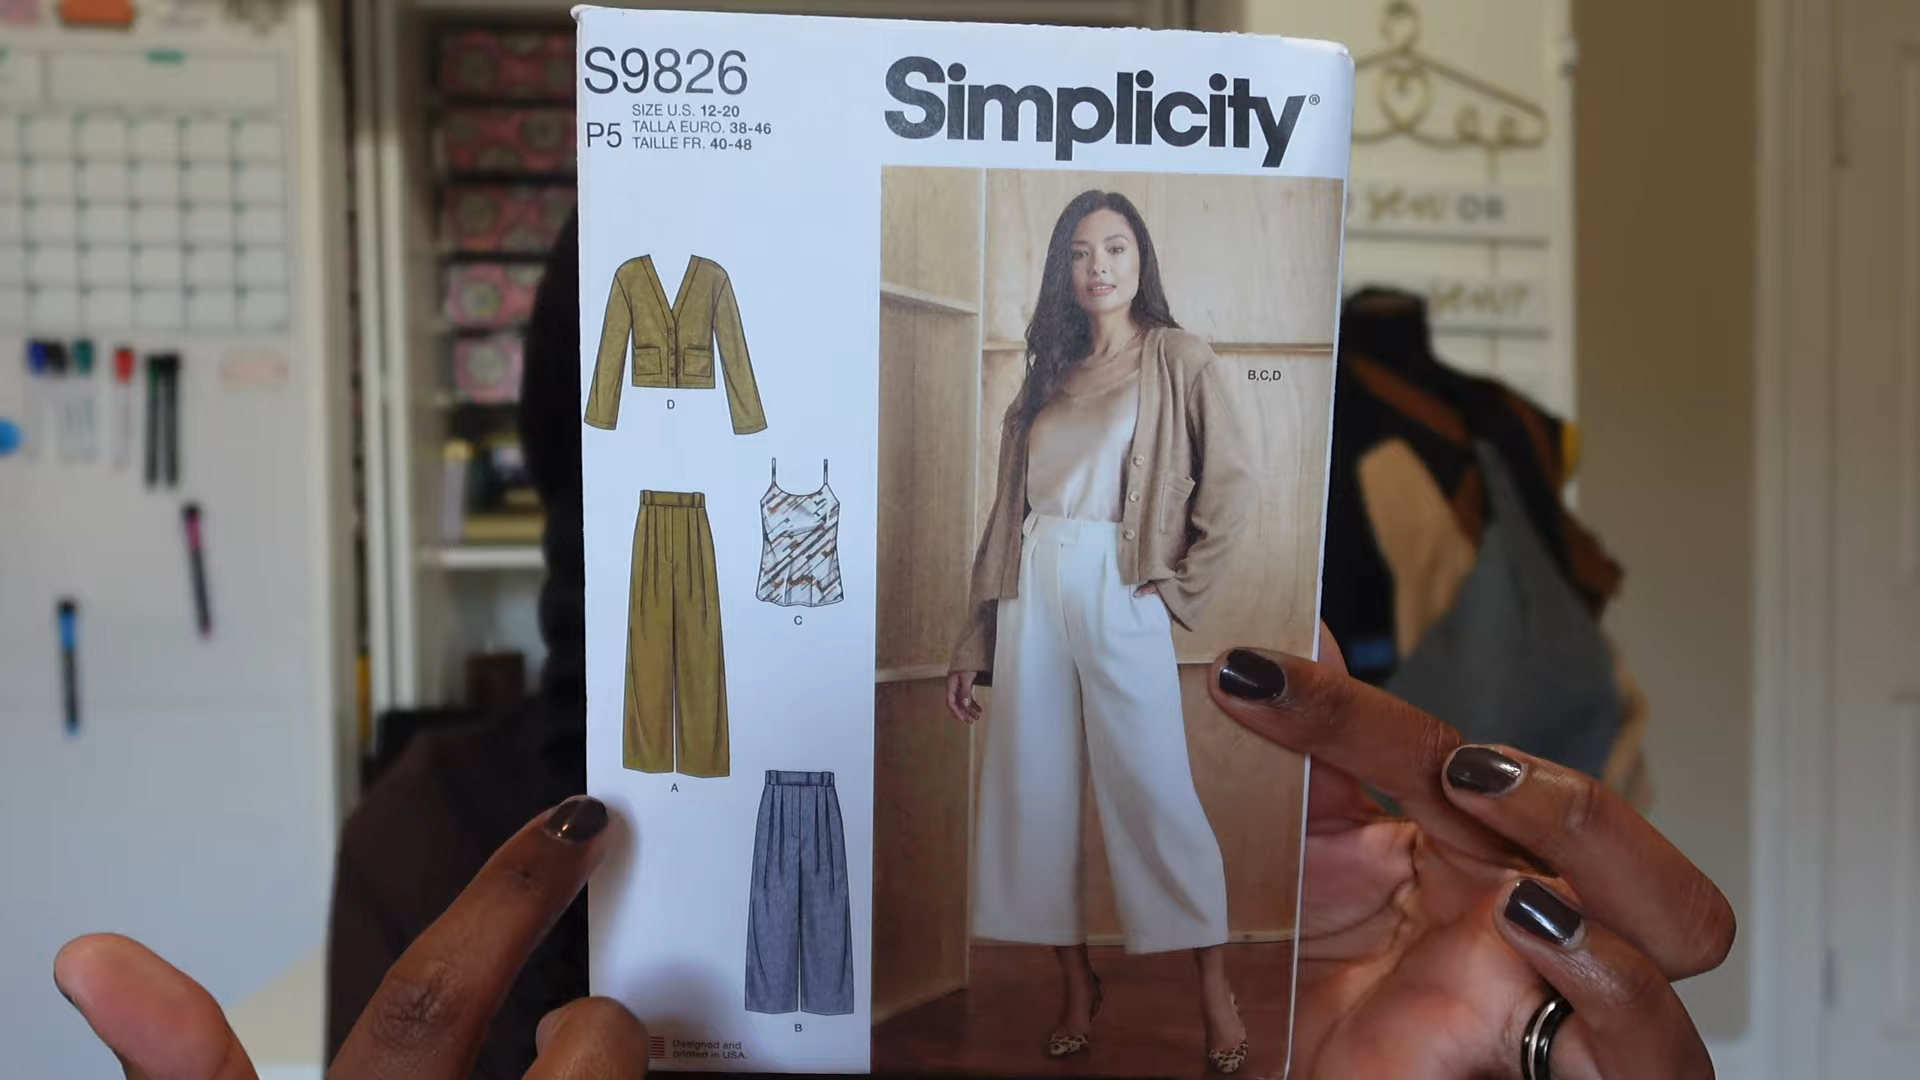 S9826
P5
SIZE U.S. 12-20
TALLA EURO. 38-46
TAILLE FR. 40-48
Simplicity®
B,C,D
D
C
A
B
Designed and
printed in USA.